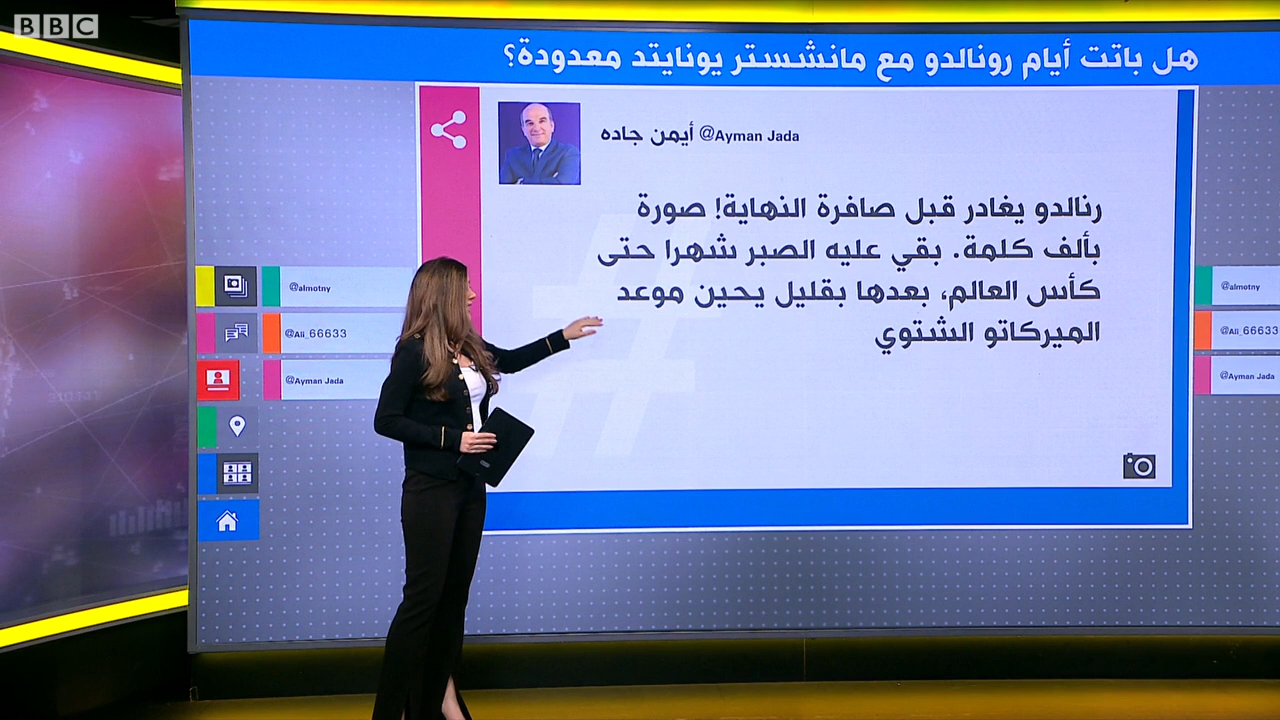 BBC
هل باتت أيام رونالدو مع مانشستر يونايتد معدودة؟
أيمن جاده @Ayman Jada
رنالدو يغادر قبل صافرة النهاية! صورة
بألف كلمة. بقي عليه الصبر شهرا حتى
كأس العالم، بعدها بقليل يحين موعد
الميركاتو الشتوي
@almotny
@Ali_66633
@Ayman Jada
@almotny
@Ali_66633
@Ayman Jada